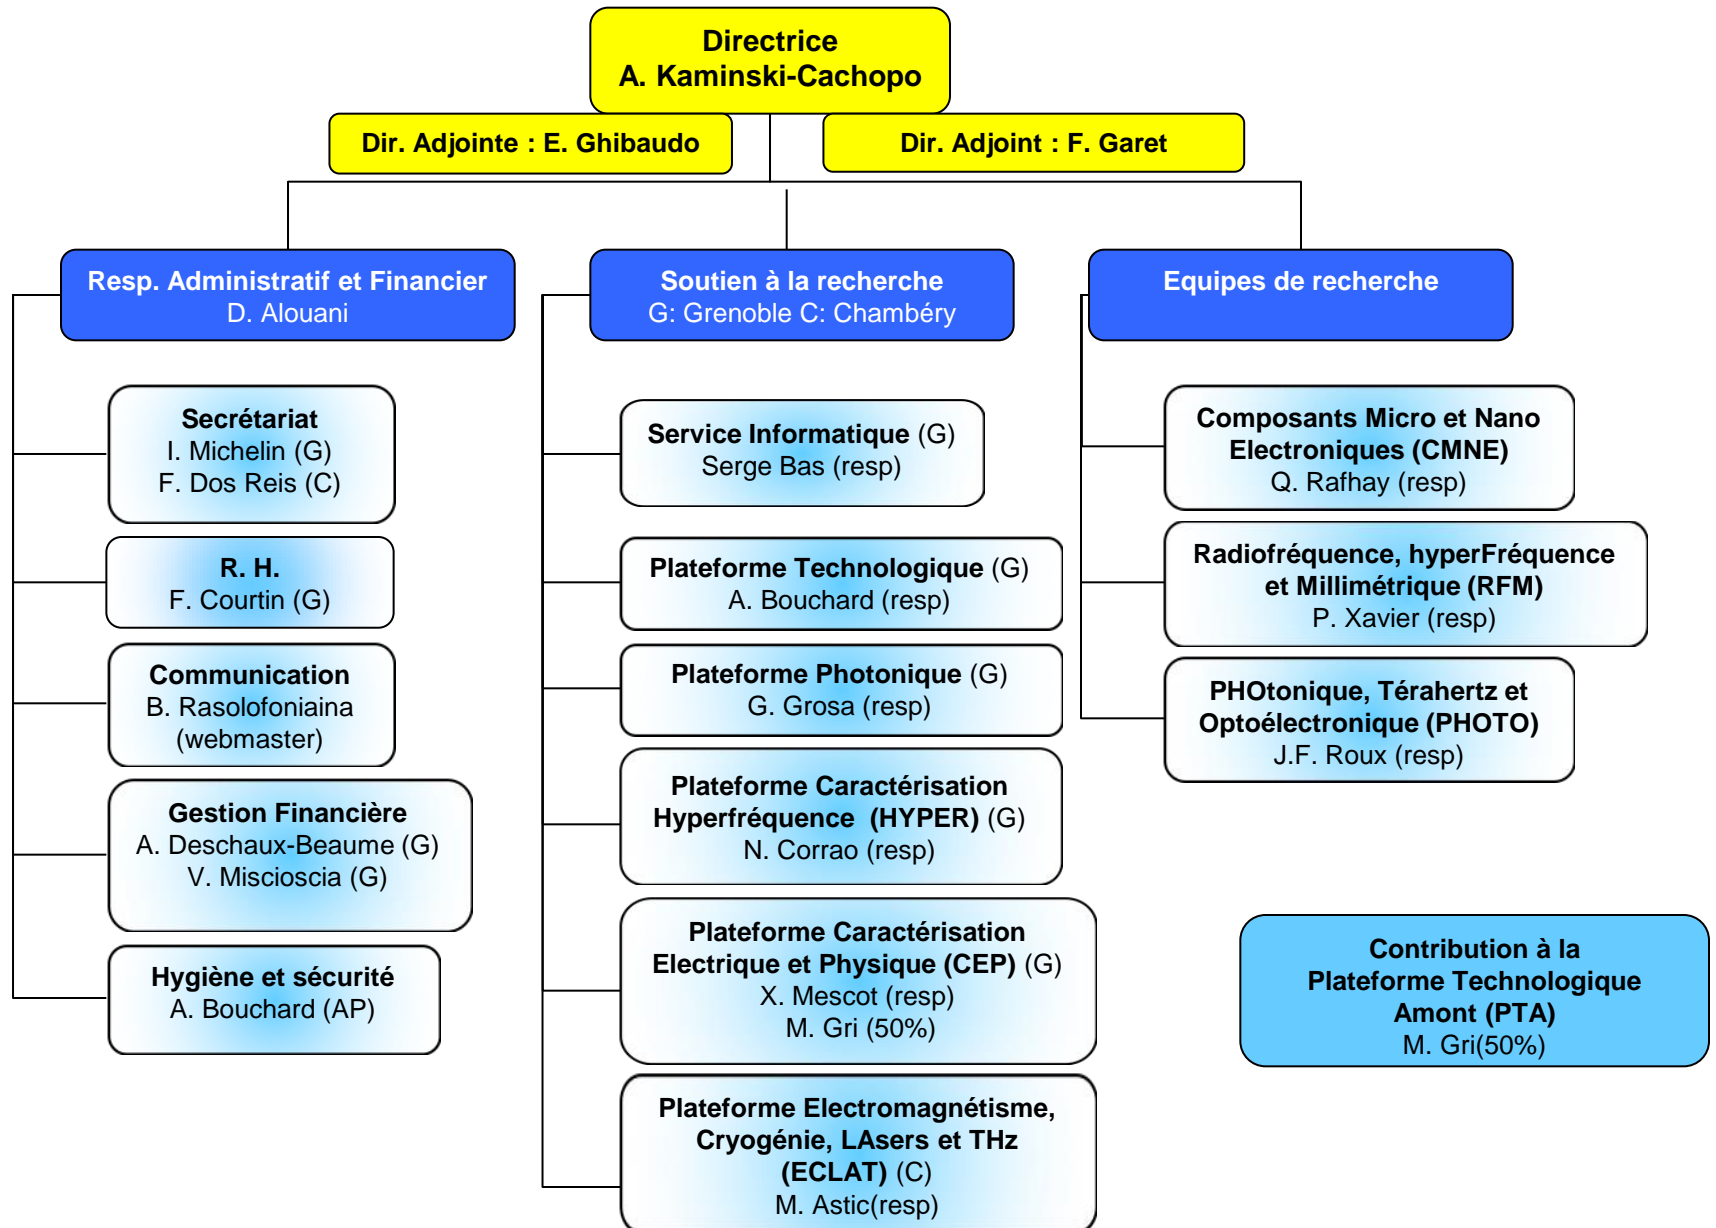 Directrice
A. Kaminski-Cachopo
Dir. Adjointe : E. Ghibaudo
Dir. Adjoint : F. Garet
Resp. Administratif et Financier
D. Alouani
Secrétariat
I. Michelin (G)
F. Dos Reis (C)
R. H.
F. Courtin (G)
Communication
B. Rasolofoniaina
(webmaster)
Gestion Financière
A. Deschaux-Beaume (G)
V. Miscioscia (G)
Hygiène et sécurité
A. Bouchard (AP)
Soutien à la recherche
G: Grenoble C: Chambéry
Service Informatique (G)
Serge Bas (resp)
Plateforme Technologique (G)
A. Bouchard (resp)
Plateforme Photonique (G)
G. Grosa (resp)
Plateforme Caractérisation
Hyperfréquence  (HYPER) (G)
N. Corrao (resp)
Plateforme Caractérisation
Electrique et Physique (CEP) (G)
X. Mescot (resp)
M. Gri (50%)
Plateforme Electromagnétisme,
Cryogénie, LAsers et THz
(ECLAT) (C)
M. Astic(resp)
Equipes de recherche
Composants Micro et Nano
Electroniques (CMNE)
Q. Rafhay (resp)
Radiofréquence, hyperFréquence
et Millimétrique (RFM)
P. Xavier (resp)
PHOtonique, Térahertz et
Optoélectronique (PHOTO)
J.F. Roux (resp)
Contribution à la
Plateforme Technologique
Amont (PTA)
M. Gri(50%)